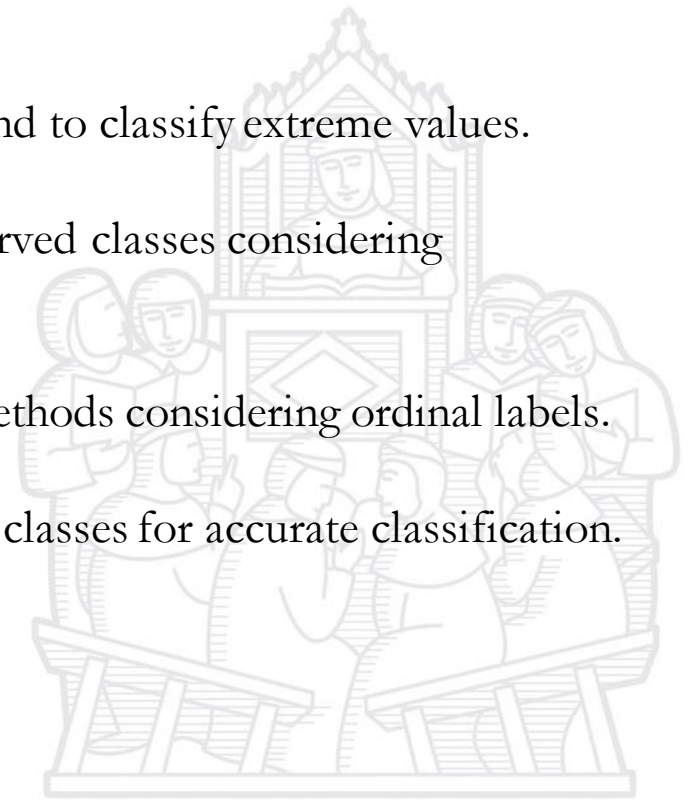 nd to classify extreme values.
rved classes considering
ethods considering ordinal labels.
classes for accurate classification.